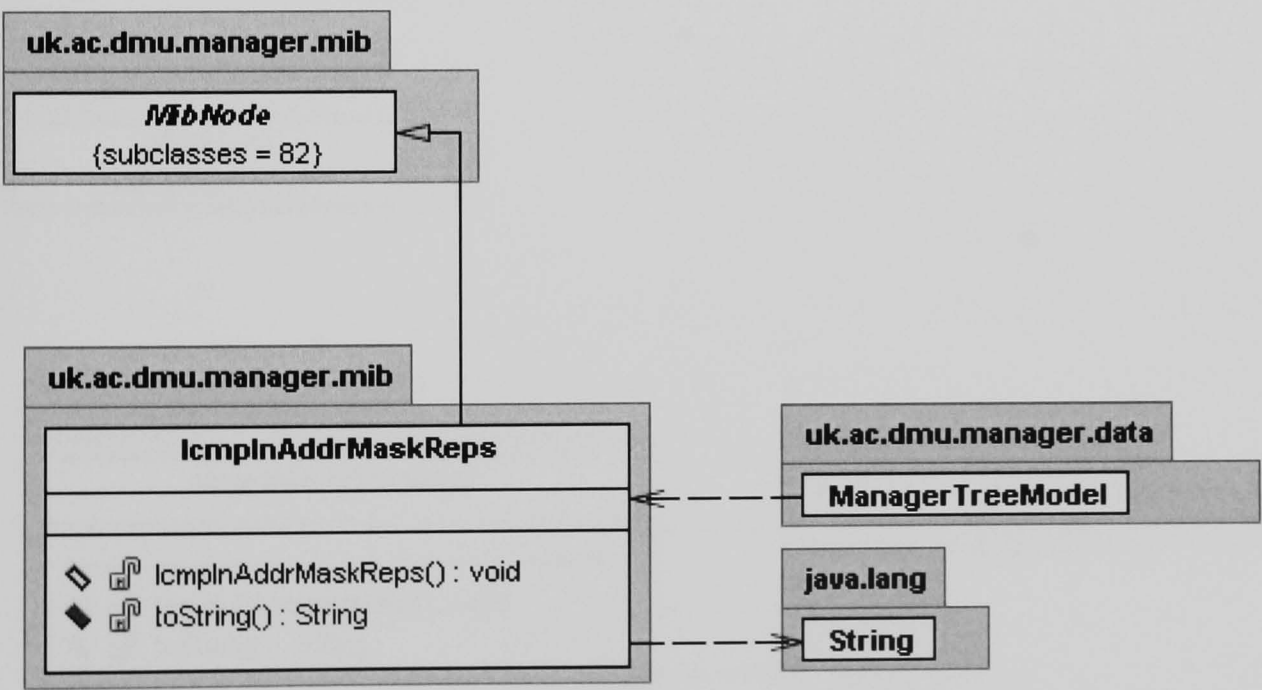 uk.ac.dmu.manager.mib
MibNode
{subclasses = 82}
uk.ac.dmu.manager.mib
IcmpInAddrMaskReps
IcmpInAddrMaskReps() : void
toString() : String
uk.ac.dmu.manager.data
ManagerTreeModel
java.lang
String